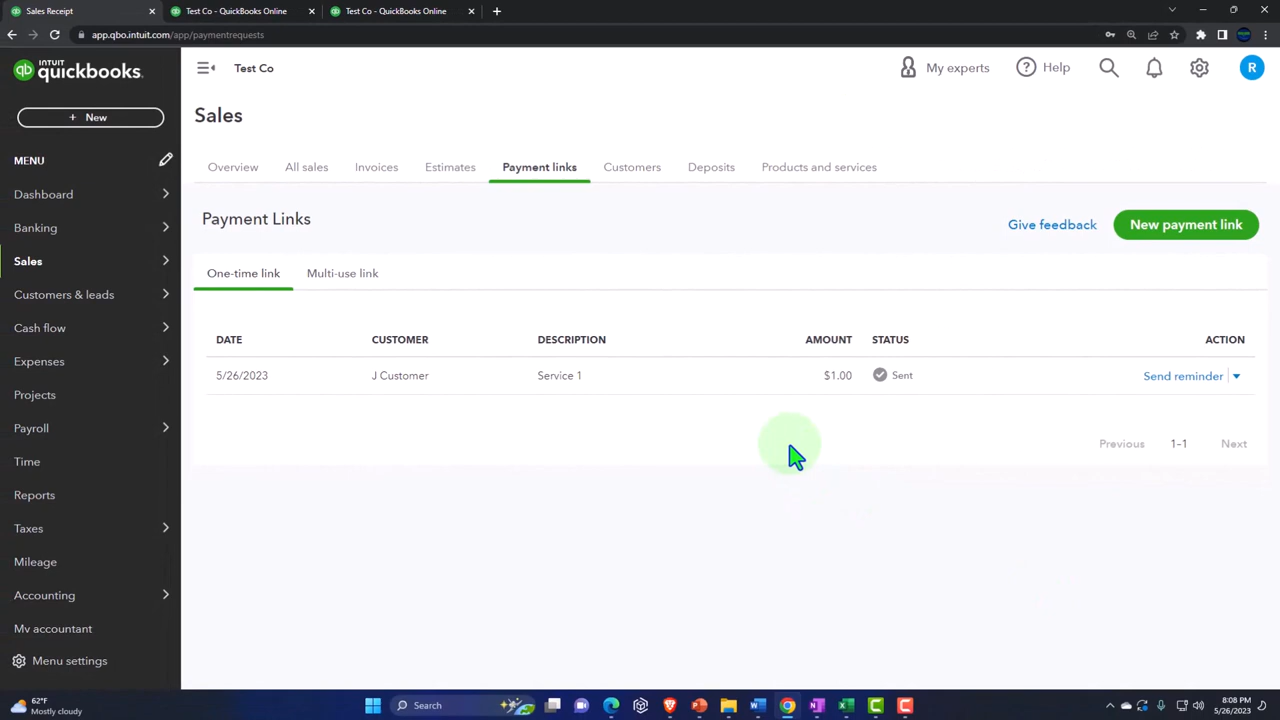 Sales Receipt
Test Co - QuickBooks Online
Test Co - QuickBooks Online
app.qbo.intuit.com/app/paymentrequests
INTUIT
quickbooks.
Test Co
My experts
Help
R
+ New
MENU
Dashboard
Banking
Sales
Customers & leads
Cash flow
Expenses
Projects
Payroll
Time
Reports
Taxes
Mileage
Accounting
My accountant
Menu settings
Sales
Overview All sales Invoices Estimates Payment links Customers Deposits Products and services
Payment Links
Give feedback
New payment link
One-time link Multi-use link
DATE CUSTOMER DESCRIPTION AMOUNT STATUS ACTION
5/26/2023 J Customer Service 1 $1.00 Sent Send reminder
Previous 1-1 Next
62°F
Mostly cloudy
Search
8:08 PM
5/26/2023